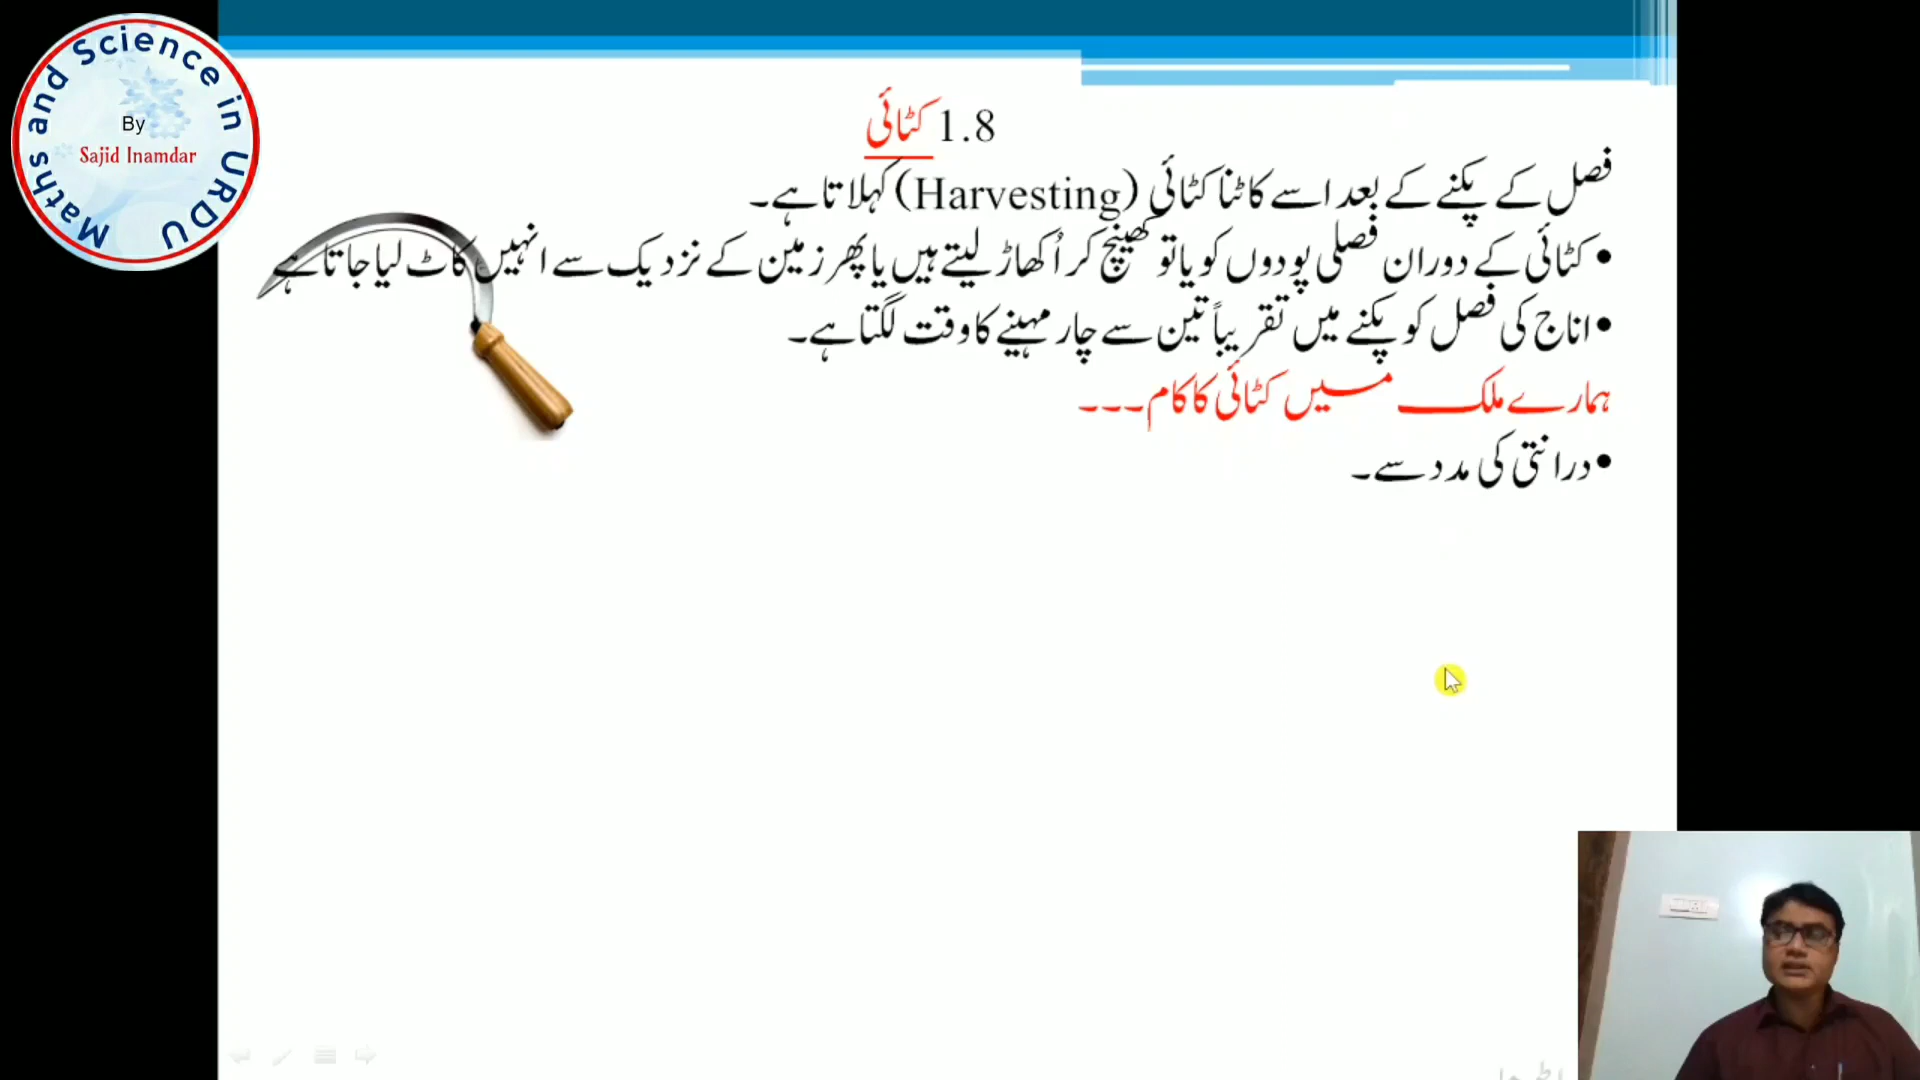 Maths and Science in URDU
By
Sajid Inamdar
1.8 کٹائی
فصل کے پکنے کے بعد اسے کاٹنا کٹائی (Harvesting) کہلاتا ہے۔
• کٹائی کے دوران فصلی پودوں کو یا تو کھینچ کر اُکھاڑ لیتے ہیں یا پھر زمین کے نزدیک سے انہیں کاٹ لیا جاتا ہے
• اناج کی فصل کو پکنے میں تقریباً تین سے چار مہینے کا وقت لگتا ہے۔
ہمارے ملک میں کٹائی کا کام۔۔۔
• درانتی کی مدد سے۔